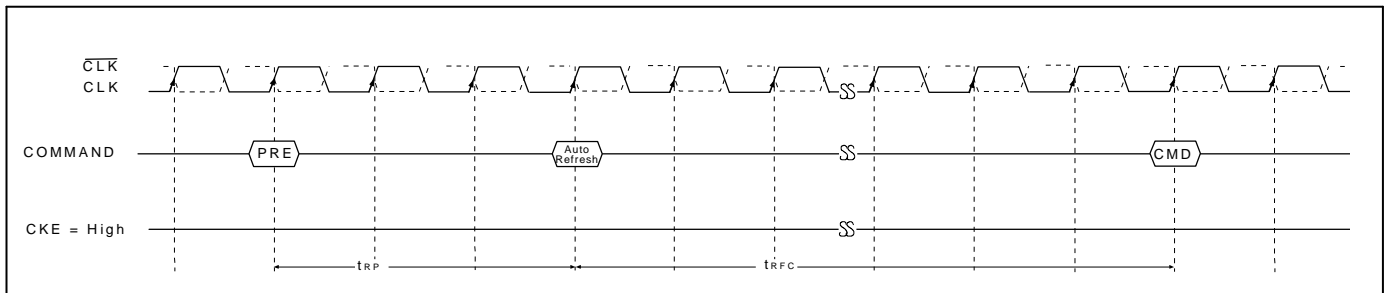 CLK
CLK
COMMAND
PRE
Auto
Refresh
CMD
CKE = High
tRP
tRFC